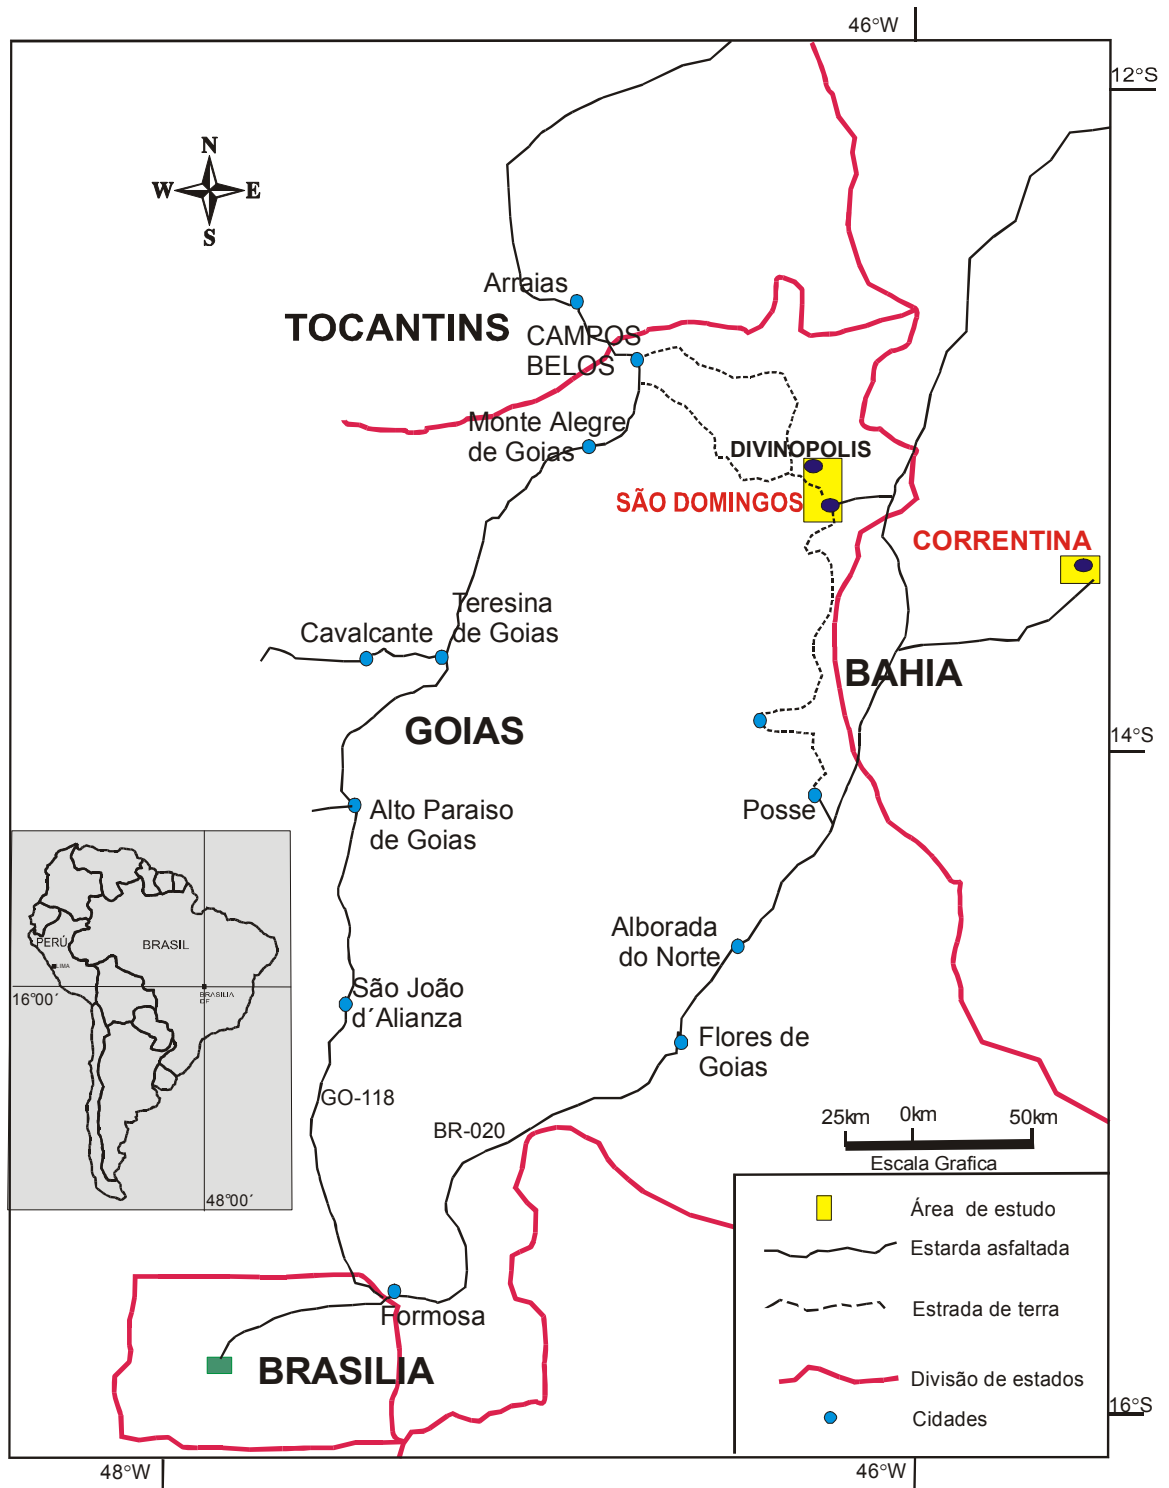 46°W
12°S
N
W E
S
Arraias
TOCANTINS
CAMPOS
BELOS
Monte Alegre
de Goias
DIVINOPOLIS
SÃO DOMINGOS
CORRENTINA
Teresina
de Goias
Cavalcante
BAHIA
GOIAS
14°S
Posse
Alto Paraiso
de Goias
PERÚ
BRASIL
LIMA
16°00´
BRASILIA
DF
48°00´
Alborada
do Norte
São João
d´Alianza
Flores de
Goias
GO-118
BR-020
25km 0km 50km
Escala Grafica
Área de estudo
Estarda asfaltada
Estrada de terra
Divisão de estados
Cidades
Formosa
BRASILIA
16°S
48°W
46°W